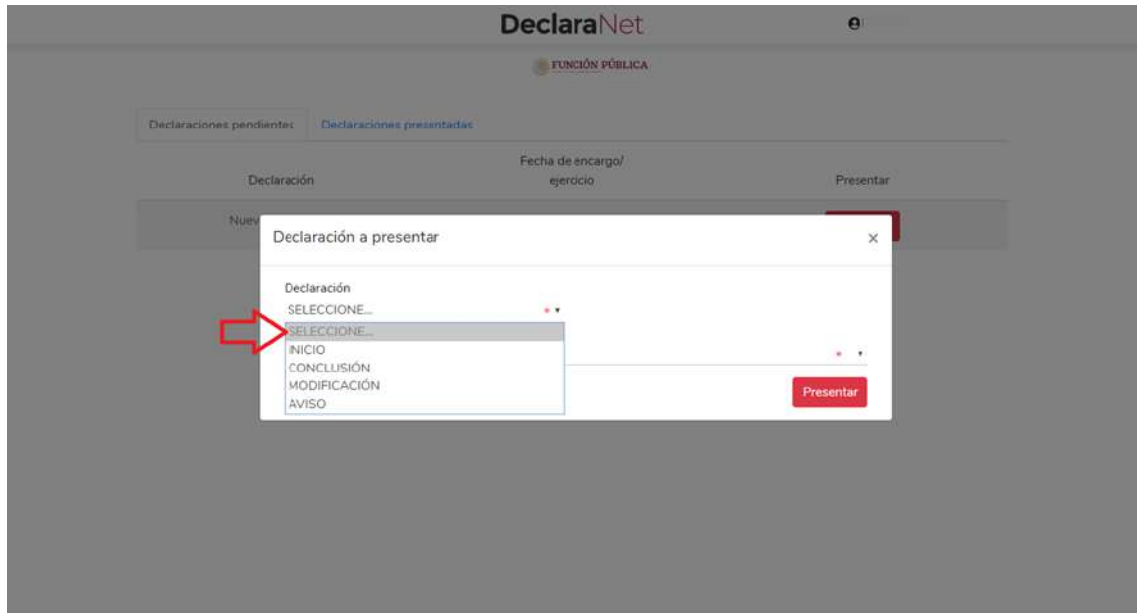 DeclaraNet
FUNCIÓN PÚBLICA
Declaraciones pendientes Declaraciones presentadas
Declaración Fecha de encargo/ ejercicio Presentar
Nuev
Declaración a presentar ×
Declaración
SELECCIONE... *
SELECCIONE...
INICIO
CONCLUSIÓN
MODIFICACIÓN
AVISO
*
Presentar